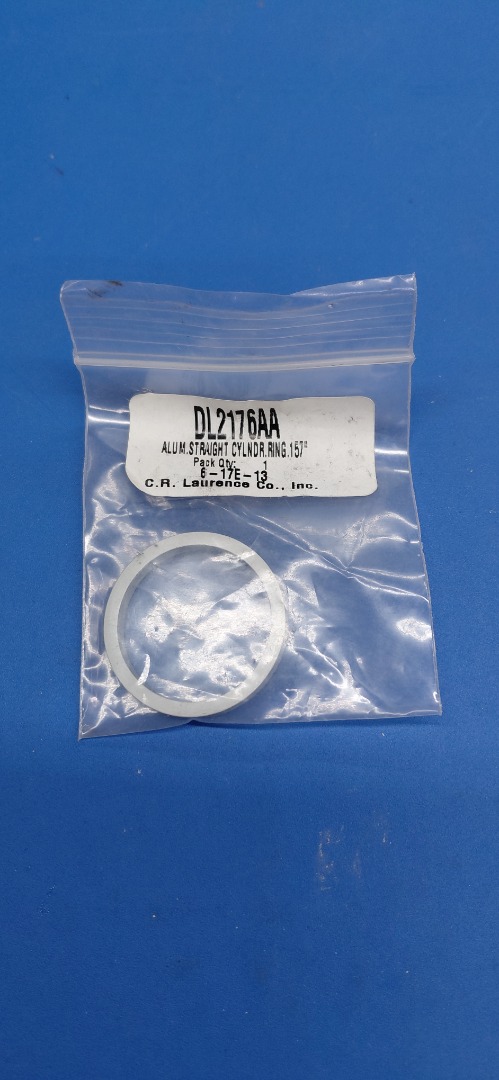 DL2176AA
ALUM.STRAIGHT CYLNDR.RING.157"
Pack Qty: 1
6-17E-13
C.R. Laurence Co., Inc.